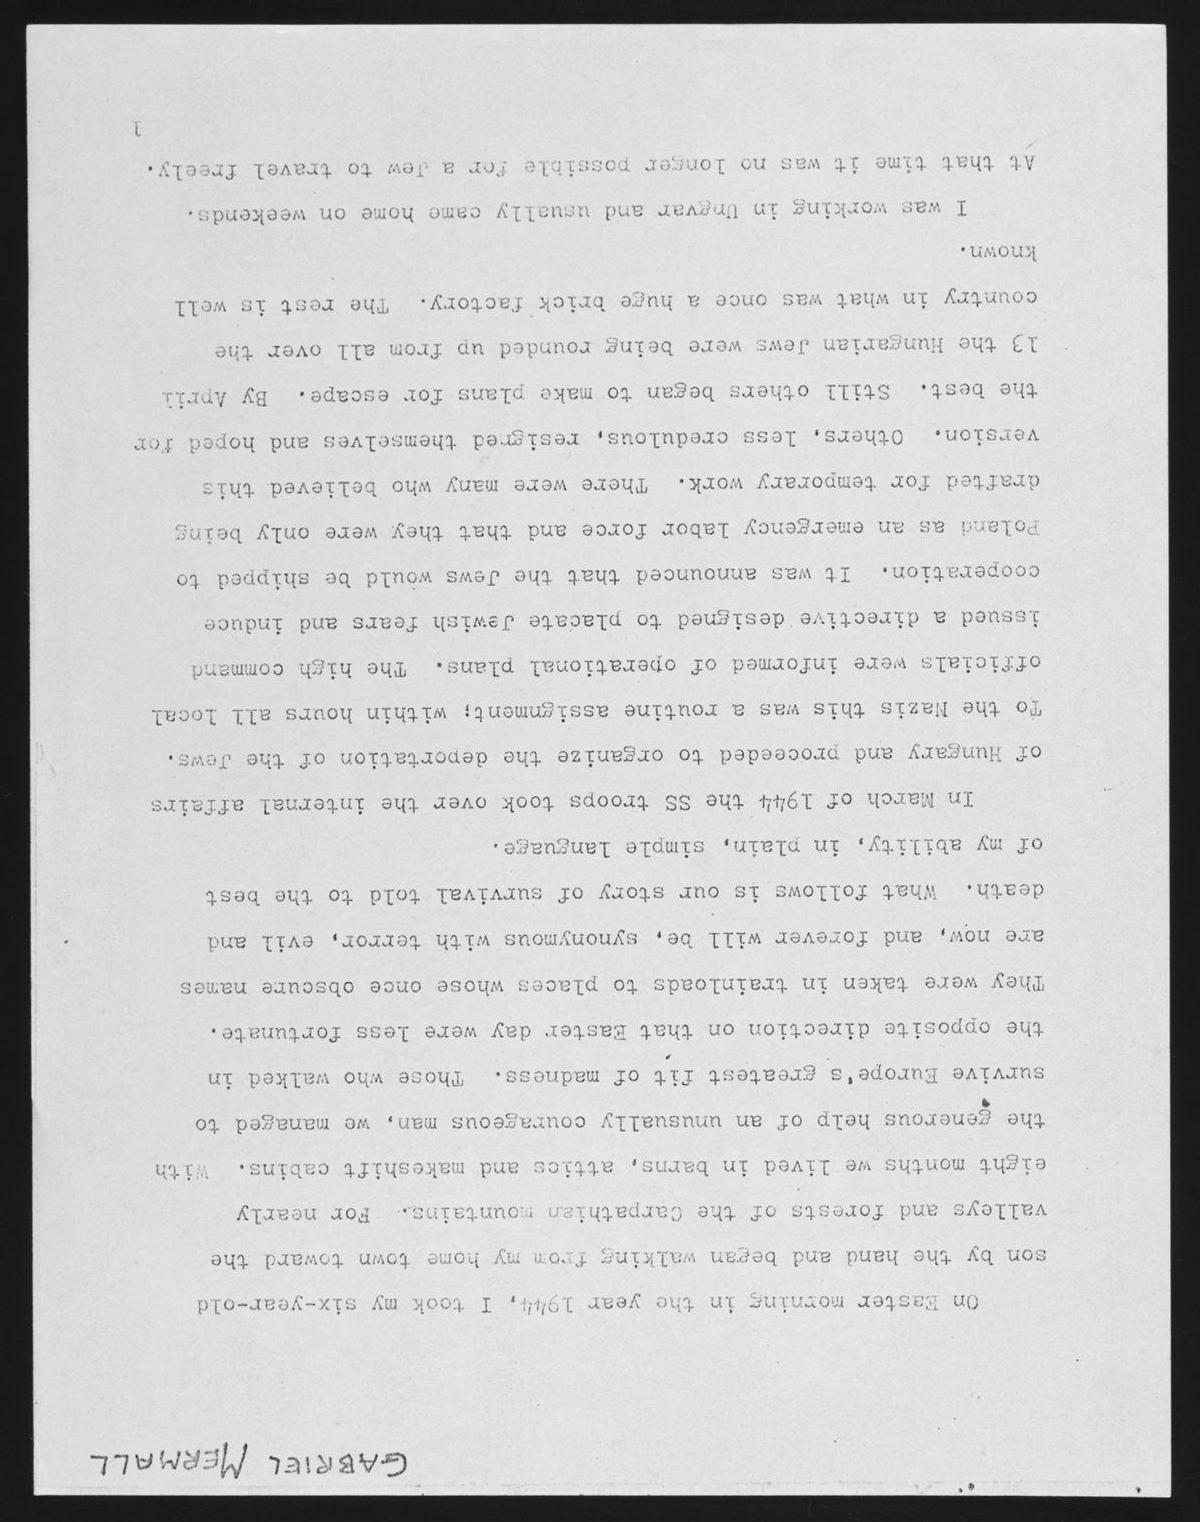 GABRIEL MERMALL
On Easter morning in the year 1944, I took my six-year-old
son by the hand and began walking from my home town toward the
valleys and forests of the Carpathian mountains. For nearly
eight months we lived in barns, attics and makeshift cabins. With
the generous help of an unusually courageous man, we managed to
survive Europe's greatest fit of madness. Those who walked in
the opposite direction on that Easter day were less fortunate.
They were taken in trainloads to places whose once obscure names
are now, and forever will be, synonymous with terror, evil and
death. What follows is our story of survival told to the best
of my ability, in plain, simple language.
In March of 1944 the SS troops took over the internal affairs
of Hungary and proceeded to organize the deportation of the Jews.
To the Nazis this was a routine assignment; within hours all local
officials were informed of operational plans. The high command
issued a directive designed to placate Jewish fears and induce
cooperation. It was announced that the Jews would be shipped to
Poland as an emergency labor force and that they were only being
drafted for temporary work. There were many who believed this
version. Others, less credulous, resigned themselves and hoped for
the best. Still others began to make plans for escape. By April
13 the Hungarian Jews were being rounded up from all over the
country in what was once a huge brick factory. The rest is well
known.
I was working in Ungvar and usually came home on weekends.
At that time it was no longer possible for a Jew to travel freely.
1